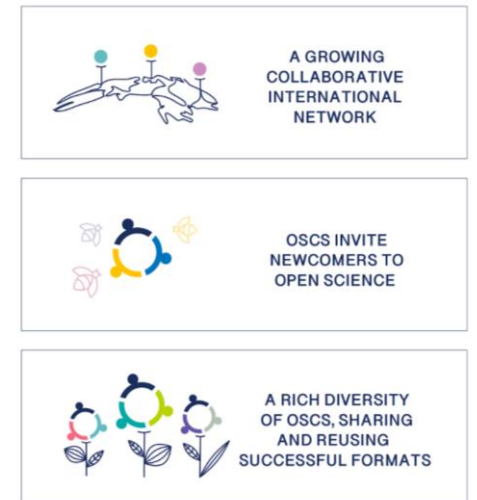 A GROWING
COLLABORATIVE
INTERNATIONAL
NETWORK
OSCS INVITE
NEWCOMERS TO
OPEN SCIENCE
A RICH DIVERSITY
OF OSCS, SHARING
AND REUSING
SUCCESSFUL FORMATS